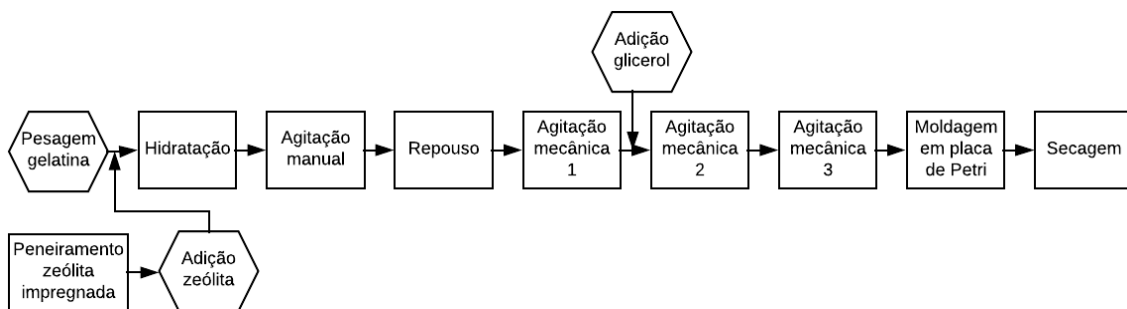 Adição
glicerol
Pesagem
gelatina
Hidratação
Agitação
manual
Repouso
Agitação
mecânica
1
Agitação
mecânica
2
Agitação
mecânica
3
Moldagem
em placa
de Petri
Secagem
Peneiramento
zeólita
impregnada
Adição
zeólita